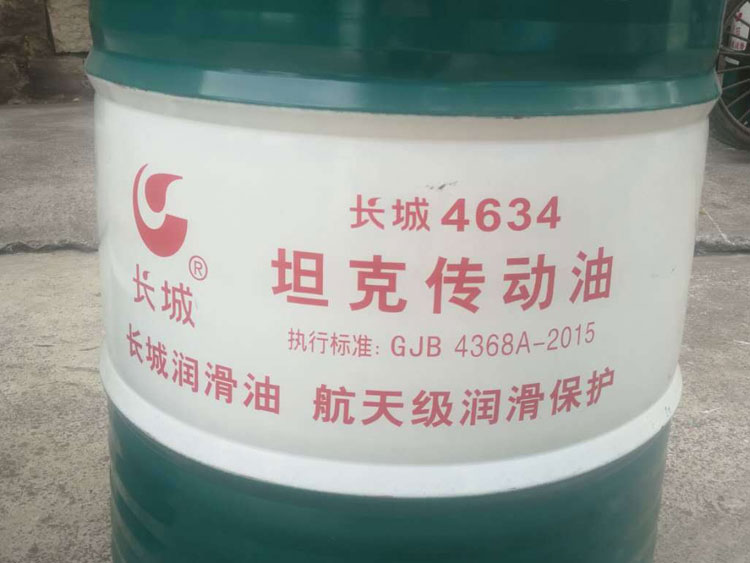 长城 4634
坦克传动油
执行标准: GJB 4368A-2015
®
长城
长城润滑油 航天级润滑保护